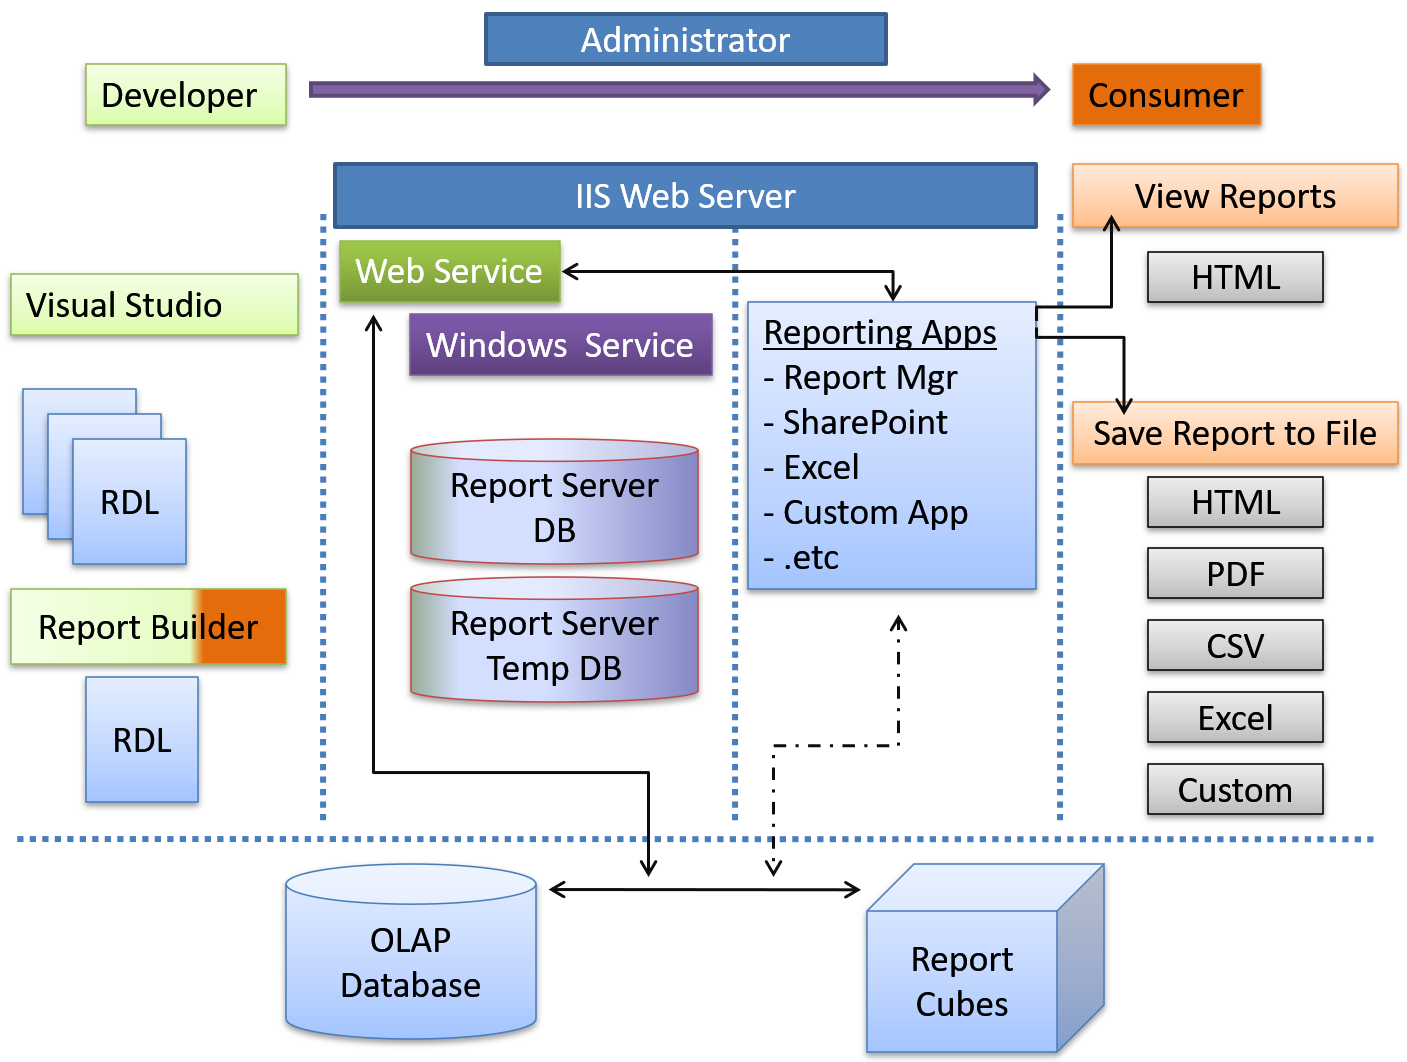 Administrator
Developer
Consumer
IIS Web Server
View Reports
Web Service
HTML
Visual Studio
Windows  Service
Reporting Apps
- Report Mgr
- SharePoint
- Excel
- Custom App
- .etc
Save Report to File
RDL
Report Server
DB
HTML
PDF
Report Builder
Report Server
Temp DB
CSV
RDL
Excel
Custom
OLAP
Database
Report
Cubes